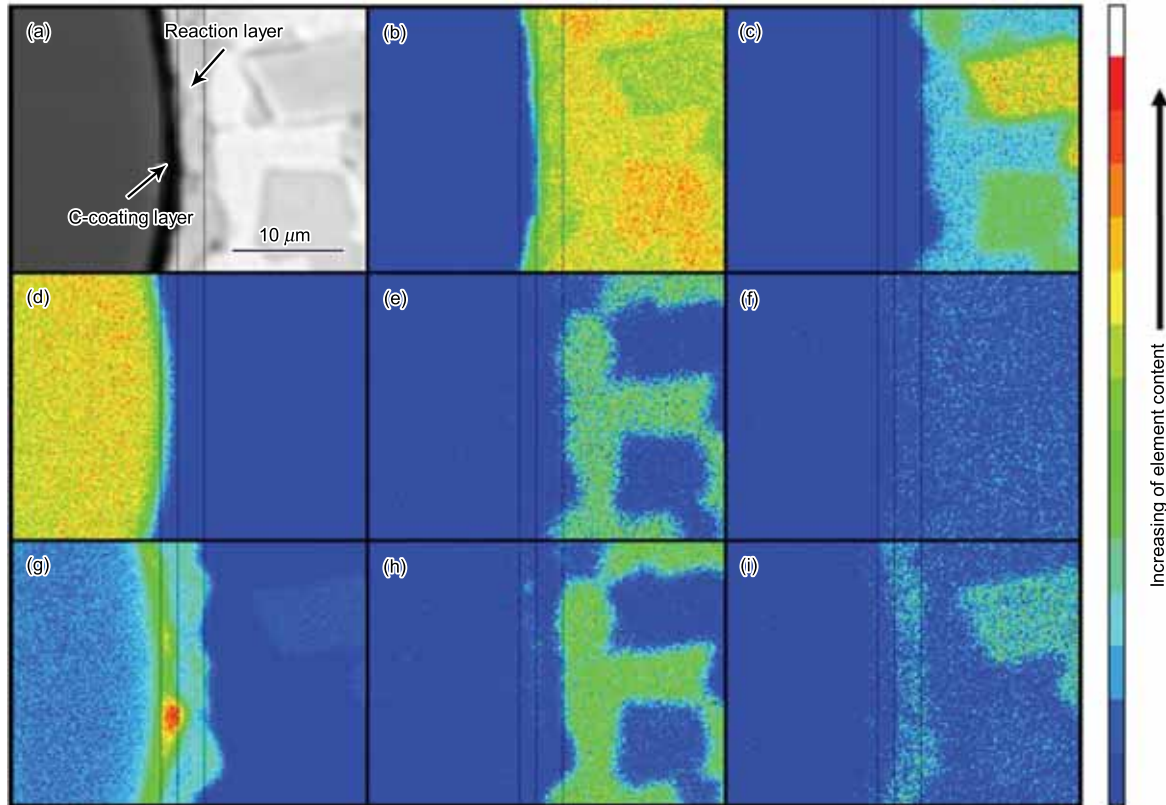 (a)
Reaction layer
C-coating layer
10 μm
(b)
(c)
(d)
(e)
(f)
(g)
(h)
(i)
Increasing of element content